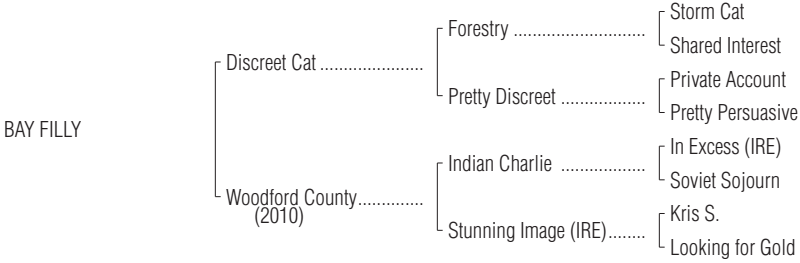 Storm Cat
Forestry ............................
Shared Interest
Discreet Cat ......................
Private Account
Pretty Discreet ..................
Pretty Persuasive
BAY FILLY
In Excess (IRE)
Indian Charlie ..................
Soviet Sojourn
Woodford County..............
(2010)
Kris S.
Stunning Image (IRE)........
Looking for Gold